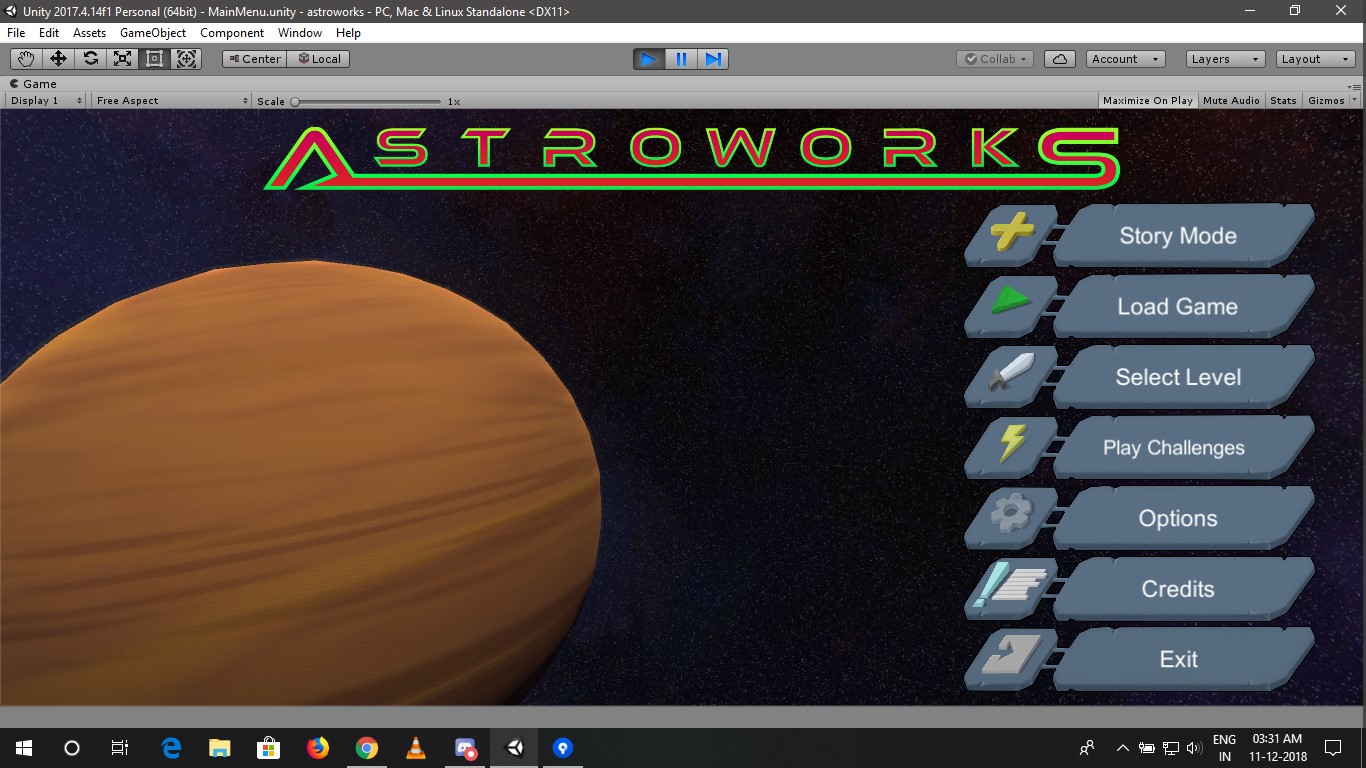 Unity 2017.4.14f1 Personal (64bit) - MainMenu.unity - astroworks - PC, Mac & Linux Standalone <DX11>
File Edit Assets GameObject Component Window Help
Center Local Collab Account Layers Layout
Game
Display 1 Free Aspect Scale 1x Maximize On Play Mute Audio Stats Gizmos
ASTROWORKS
Story Mode
Load Game
Select Level
Play Challenges
Options
Credits
Exit
ENG 03:31 AM
IN 11-12-2018